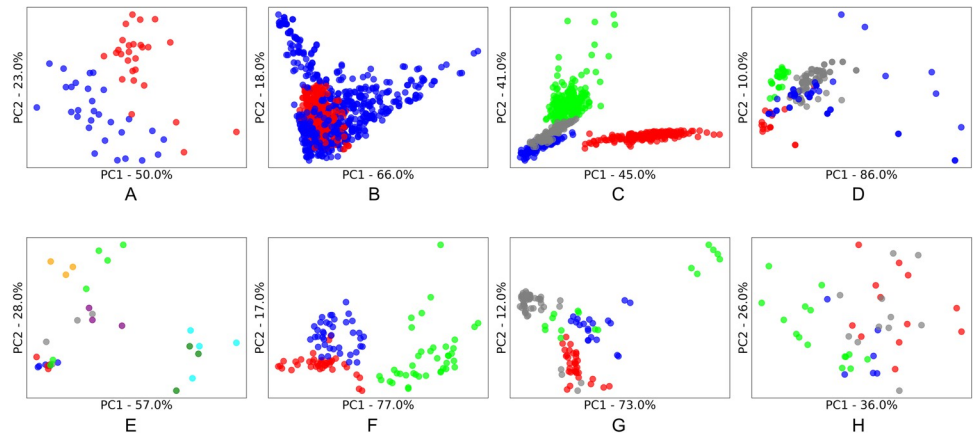 PC2 - 23.0%
PC1 - 50.0%
A
PC2 - 18.0%
PC1 - 66.0%
B
PC2 - 41.0%
PC1 - 45.0%
C
PC2 - 10.0%
PC1 - 86.0%
D
PC2 - 28.0%
PC1 - 57.0%
E
PC2 - 17.0%
PC1 - 77.0%
F
PC2 - 12.0%
PC1 - 73.0%
G
PC2 - 26.0%
PC1 - 36.0%
H